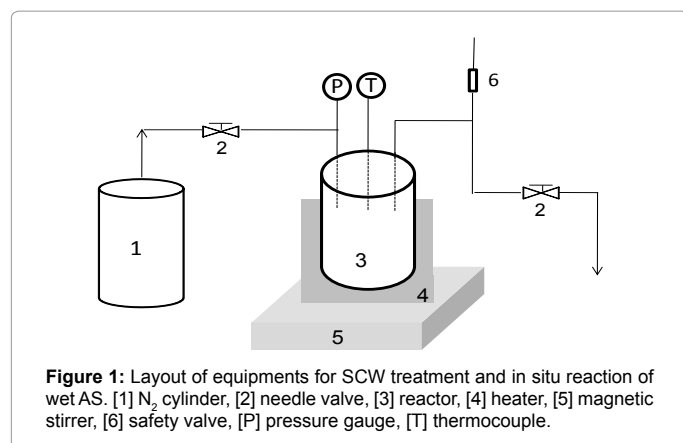 P T
6
2
2
1
3
4
5
Figure 1: Layout of equipments for SCW treatment and in situ reaction of
wet AS. [1] N₂ cylinder, [2] needle valve, [3] reactor, [4] heater, [5] magnetic
stirrer, [6] safety valve, [P] pressure gauge, [T] thermocouple.